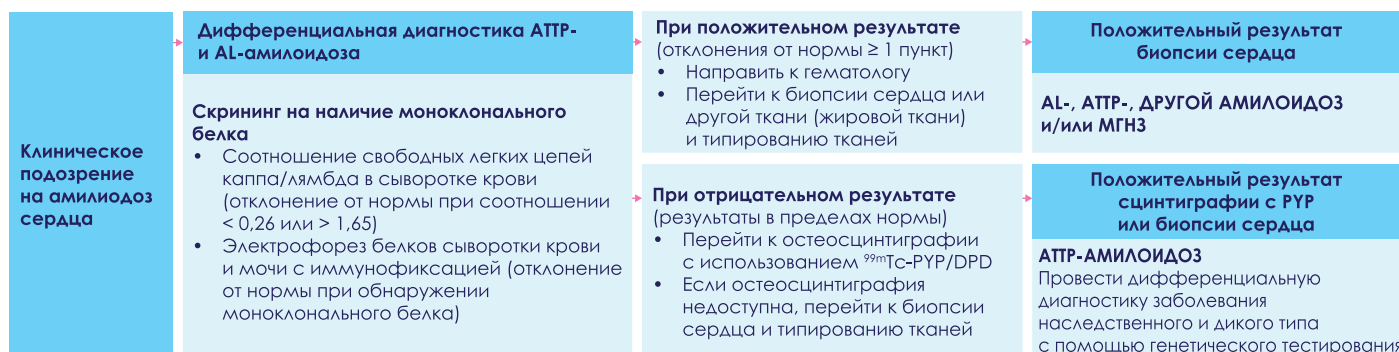 Клиническое
подозрение
на амилиодоз
сердца
Дифференциальная диагностика АТТР-
и AL-амилоидоза
Скрининг на наличие моноклонального
белка
• Соотношение свободных легких цепей
каппа/лямбда в сыворотке крови
(отклонение от нормы при соотношении
< 0,26 или > 1,65)
• Электрофорез белков сыворотки крови
и мочи с иммунофиксацией (отклонение
от нормы при обнаружении
моноклонального белка)
При положительном результате
(отклонения от нормы ≥ 1 пункт)
• Направить к гематологу
• Перейти к биопсии сердца или
другой ткани (жировой ткани)
и типированию тканей
При отрицательном результате
(результаты в пределах нормы)
• Перейти к остеосцинтиграфии
с использованием ⁹⁹ᵐTc-PYP/DPD
• Если остеосцинтиграфия
недоступна, перейти к биопсии
сердца и типированию тканей
Положительный результат
биопсии сердца
AL-, АТТР-, ДРУГОЙ АМИЛОИДОЗ
и/или МГНЗ
Положительный результат
сцинтиграфии с PYP
или биопсии сердца
АТТР-АМИЛОИДОЗ
Провести дифференциальную
диагностику заболевания
наследственного и дикого типа
с помощью генетического тестирования